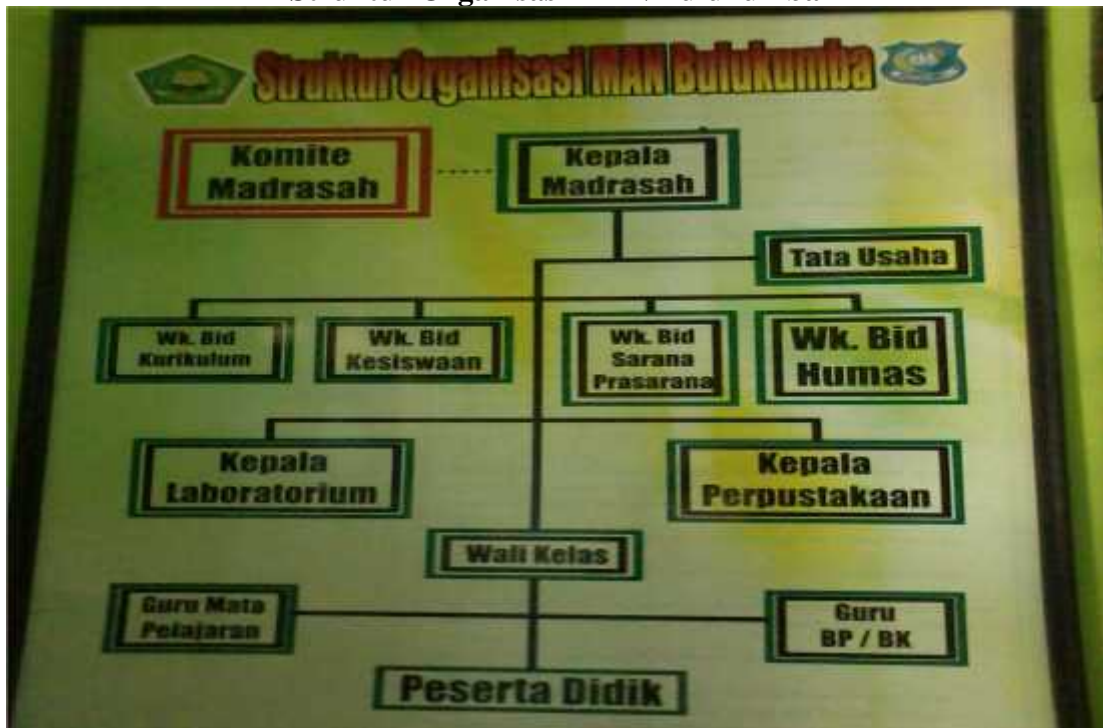 Struktur Organisasi MAN Bulukumba
Komite
Madrasah
Kepala
Madrasah
Tata Usaha
Wk. Bid
Kurikulum
Wk. Bid
Kesiswaan
Wk. Bid
Sarana
Prasarana
Wk. Bid
Humas
Kepala
Laboratorium
Kepala
Perpustakaan
Wali Kelas
Guru Mata
Pelajaran
Guru
BP / BK
Peserta Didik